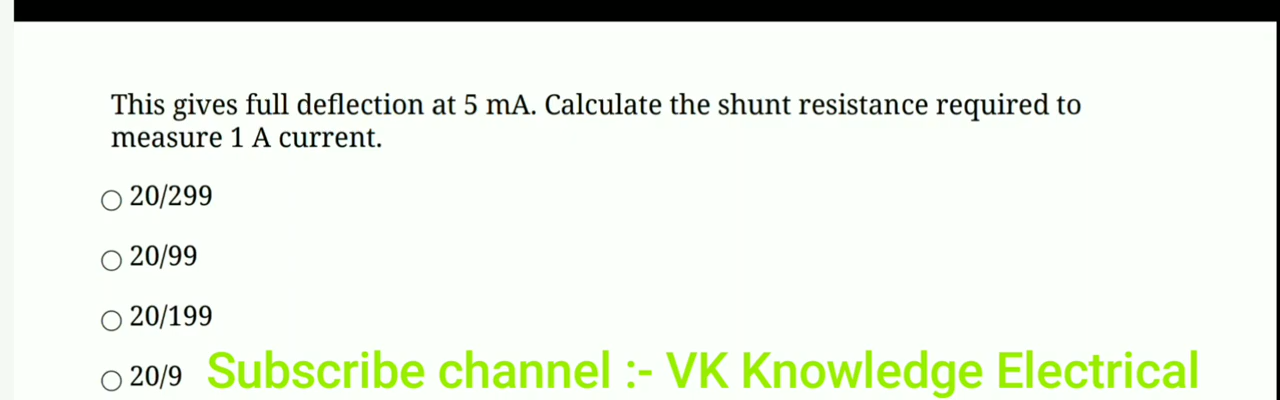 This gives full deflection at 5 mA. Calculate the shunt resistance required to
measure 1 A current.
20/299
20/99
20/199
20/9
Subscribe channel :- VK Knowledge Electrical